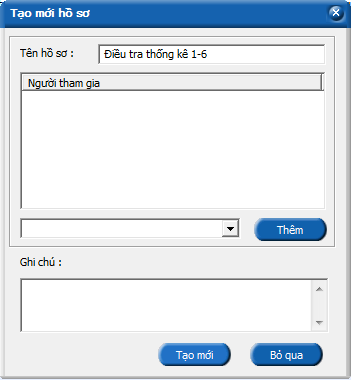 Tạo mới hồ sơ
Tên hồ sơ : Điều tra thống kê 1-6
Người tham gia
Thêm
Ghi chú :
Tạo mới Bỏ qua